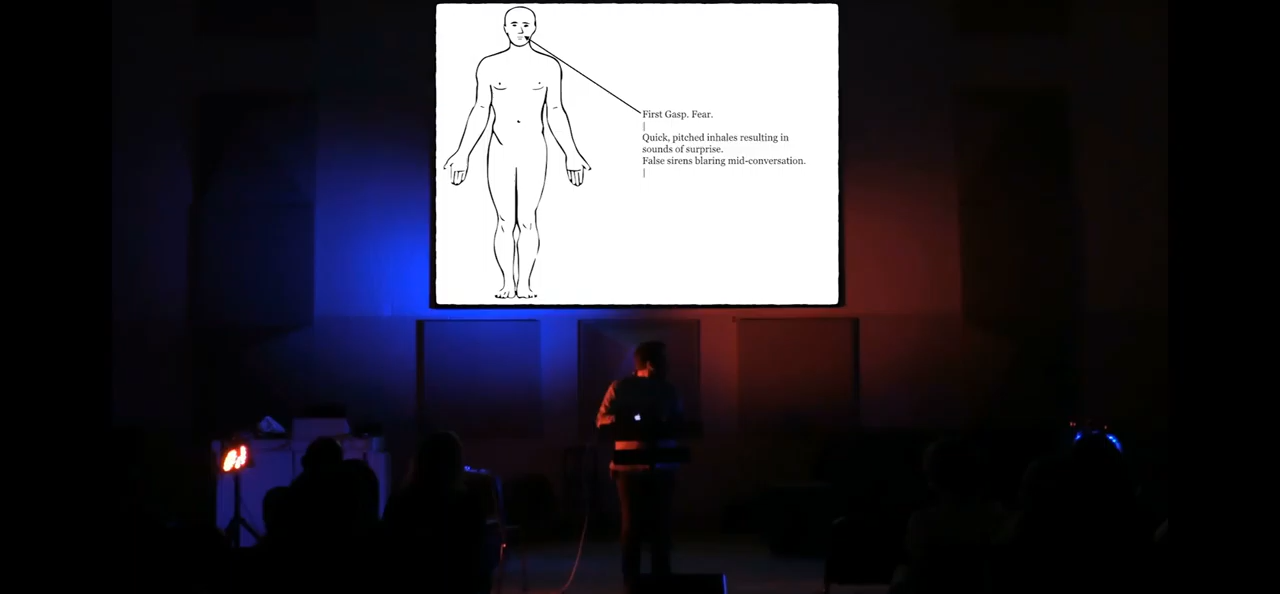 First Gasp. Fear.
|
Quick, pitched inhales resulting in
sounds of surprise.
False sirens blaring mid-conversation.
|